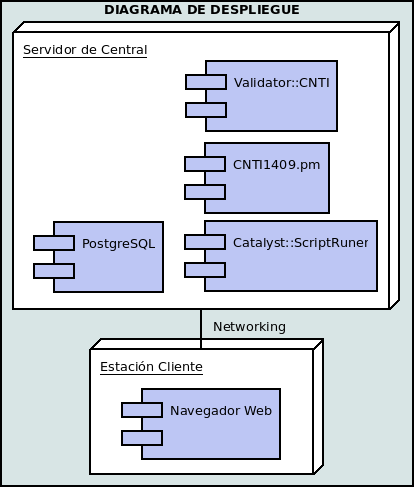 DIAGRAMA DE DESPLIEGUE
Servidor de Central
Validator::CNTI
CNTI1409.pm
PostgreSQL
Catalyst::ScriptRuner
Networking
Estación Cliente
Navegador Web